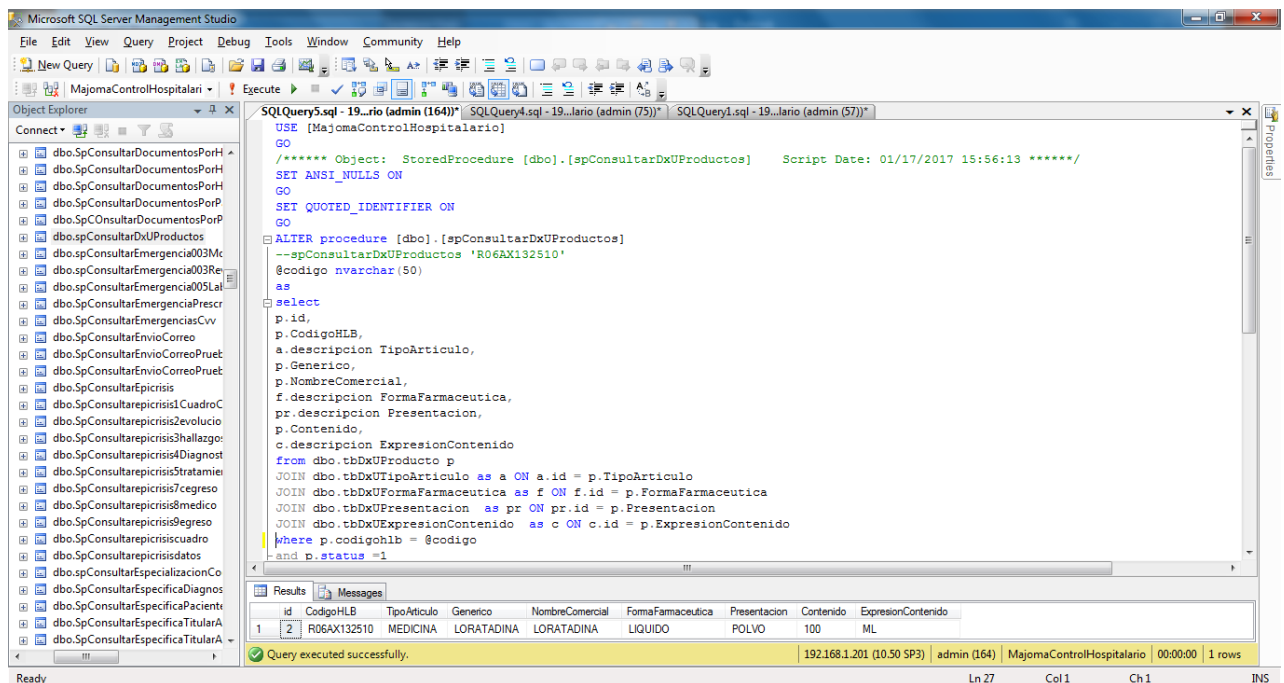 Microsoft SQL Server Management Studio
File Edit View Query Project Debug Tools Window Community Help
New Query
MajomaControlHospitalari Execute
Object Explorer
Connect
dbo.SpConsultarDocumentosPorH
dbo.SpConsultarDocumentosPorH
dbo.SpConsultarDocumentosPorH
dbo.SpConsultarDocumentosPorP
dbo.SpCOnsultarDocumentosPorP
dbo.spConsultarDxUProductos
dbo.spConsultarEmergencia003Mc
dbo.spConsultarEmergencia003Re
dbo.spConsultarEmergencia005Lal
dbo.SpConsultarEmergenciaPrescr
dbo.SpConsultarEmergenciasCvv
dbo.SpConsultarEnvioCorreo
dbo.SpConsultarEnvioCorreoPrueb
dbo.SpConsultarEnvioCorreoPrueb
dbo.SpConsultarEpicrisis
dbo.SpConsultarepicrisis1CuadroC
dbo.SpConsultarepicrisis2evolucio
dbo.SpConsultarepicrisis3hallazgo
dbo.SpConsultarepicrisis4Diagnost
dbo.SpConsultarepicrisis5tratamie
dbo.SpConsultarepicrisis7cegreso
dbo.SpConsultarepicrisis8medico
dbo.SpConsultarepicrisis9egreso
dbo.SpConsultarepicrisiscuadro
dbo.SpConsultarepicrisisdatos
dbo.spConsultarEspecializacionCo
dbo.SpConsultarEspecificaDiagnos
dbo.SpConsultarEspecificaPaciente
dbo.SpConsultarEspecificaTitularA
dbo.SpConsultarEspecificaTitularA
SQLQuery5.sql - 19...rio (admin (164))* SQLQuery4.sql - 19...lario (admin (75))* SQLQuery1.sql - 19...lario (admin (57))*
USE [MajomaControlHospitalario]
GO
/****** Object: StoredProcedure [dbo].[spConsultarDxUProductos] Script Date: 01/17/2017 15:56:13 ******/
SET ANSI_NULLS ON
GO
SET QUOTED_IDENTIFIER ON
GO
ALTER procedure [dbo].[spConsultarDxUProductos]
--spConsultarDxUProductos 'R06AX132510'
@codigo nvarchar(50)
as
select
p.id,
p.CodigoHLB,
a.descripcion TipoArticulo,
p.Generico,
p.NombreComercial,
f.descripcion FormaFarmaceutica,
pr.descripcion Presentacion,
p.Contenido,
c.descripcion ExpresionContenido
from dbo.tbDxUProducto p
JOIN dbo.tbDxUTipoArticulo as a ON a.id = p.TipoArticulo
JOIN dbo.tbDxUFormaFarmaceutica as f ON f.id = p.FormaFarmaceutica
JOIN dbo.tbDxUPresentacion as pr ON pr.id = p.Presentacion
JOIN dbo.tbDxUExpresionContenido as c ON c.id = p.ExpresionContenido
where p.codigohlb = @codigo
and p.status =1
Results Messages
id CodigoHLB TipoArticulo Generico NombreComercial FormaFarmaceutica Presentacion Contenido ExpresionContenido
1 2 R06AX132510 MEDICINA LORATADINA LORATADINA LIQUIDO POLVO 100 ML
Query executed successfully. 192.168.1.201 (10.50 SP3) admin (164) MajomaControlHospitalario 00:00:00 1 rows
Properties
Ready Ln 27 Col 1 Ch 1 INS